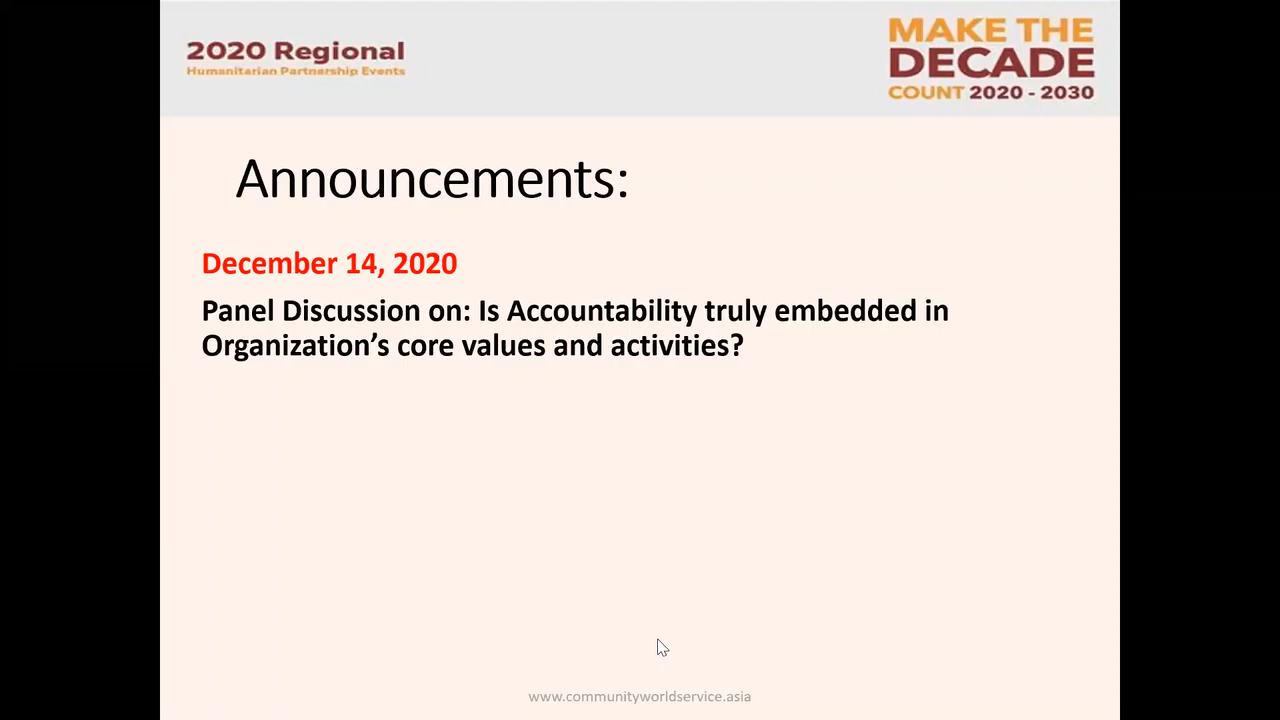 2020 Regional
Humanitarian Partnership Events
MAKE THE
DECADE
COUNT 2020 - 2030
Announcements:
December 14, 2020
Panel Discussion on: Is Accountability truly embedded in
Organization’s core values and activities?
www.communityworldservice.asia